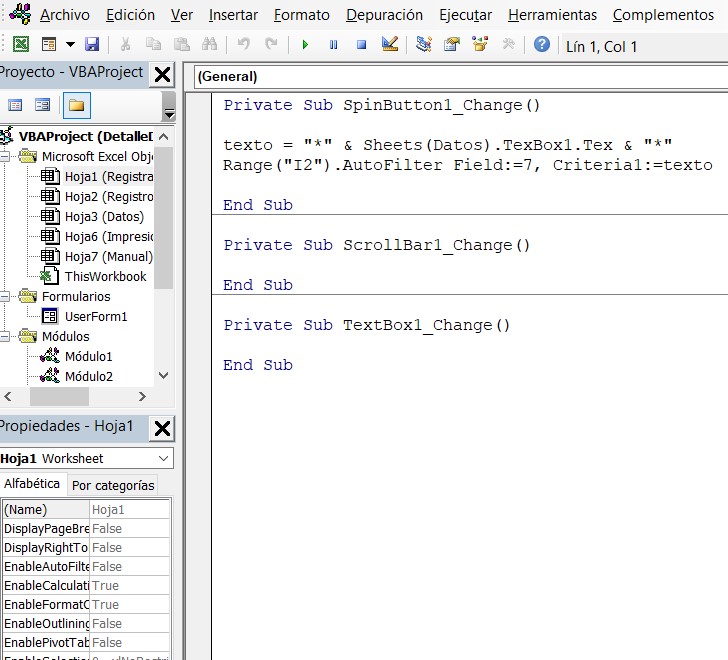 Archivo Edición Ver Insertar Formato Depuración Ejecutar Herramientas Complementos
Lín 1, Col 1
Proyecto - VBAProject
(General)
VBAProject (Detalle
Microsoft Excel Obj
Hoja1 (Registra
Hoja2 (Registro
Hoja3 (Datos)
Hoja6 (Impresio
Hoja7 (Manual)
ThisWorkbook
Formularios
UserForm1
Módulos
Módulo1
Módulo2
Propiedades - Hoja1
Hoja1 Worksheet
Alfabética Por categorías
(Name) Hoja1
DisplayPageBre False
DisplayRightTo False
EnableAutoFilte False
EnableCalculati True
EnableFormatC True
EnableOutlining False
EnablePivotTab False
Private Sub SpinButton1_Change()
texto = "*" & Sheets(Datos).TexBox1.Tex & "*"
Range("I2").AutoFilter Field:=7, Criteria1:=texto
End Sub
Private Sub ScrollBar1_Change()
End Sub
Private Sub TextBox1_Change()
End Sub